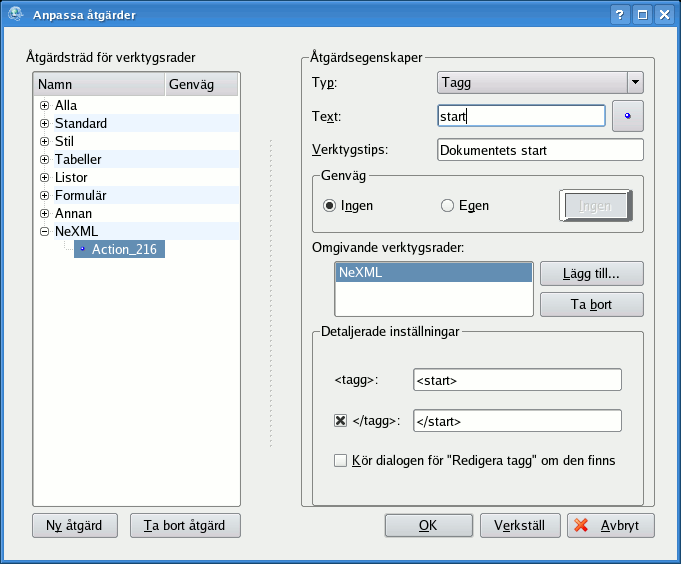 Anpassa åtgärder
Åtgärdsträd för verktygsrader
Namn Genväg
Alla
Standard
Stil
Tabeller
Listor
Formulär
Annan
NeXML
Action_216
Ny åtgärd Ta bort åtgärd
Åtgärdsegenskaper
Typ: Tagg
Text: start
Verktygstips: Dokumentets start
Genväg
Ingen Egen Ingen
Omgivande verktygsrader:
NeXML
Lägg till...
Ta bort
Detaljerade inställningar
<tagg>: <start>
</tagg>: </start>
Kör dialogen för "Redigera tagg" om den finns
OK Verkställ Avbryt